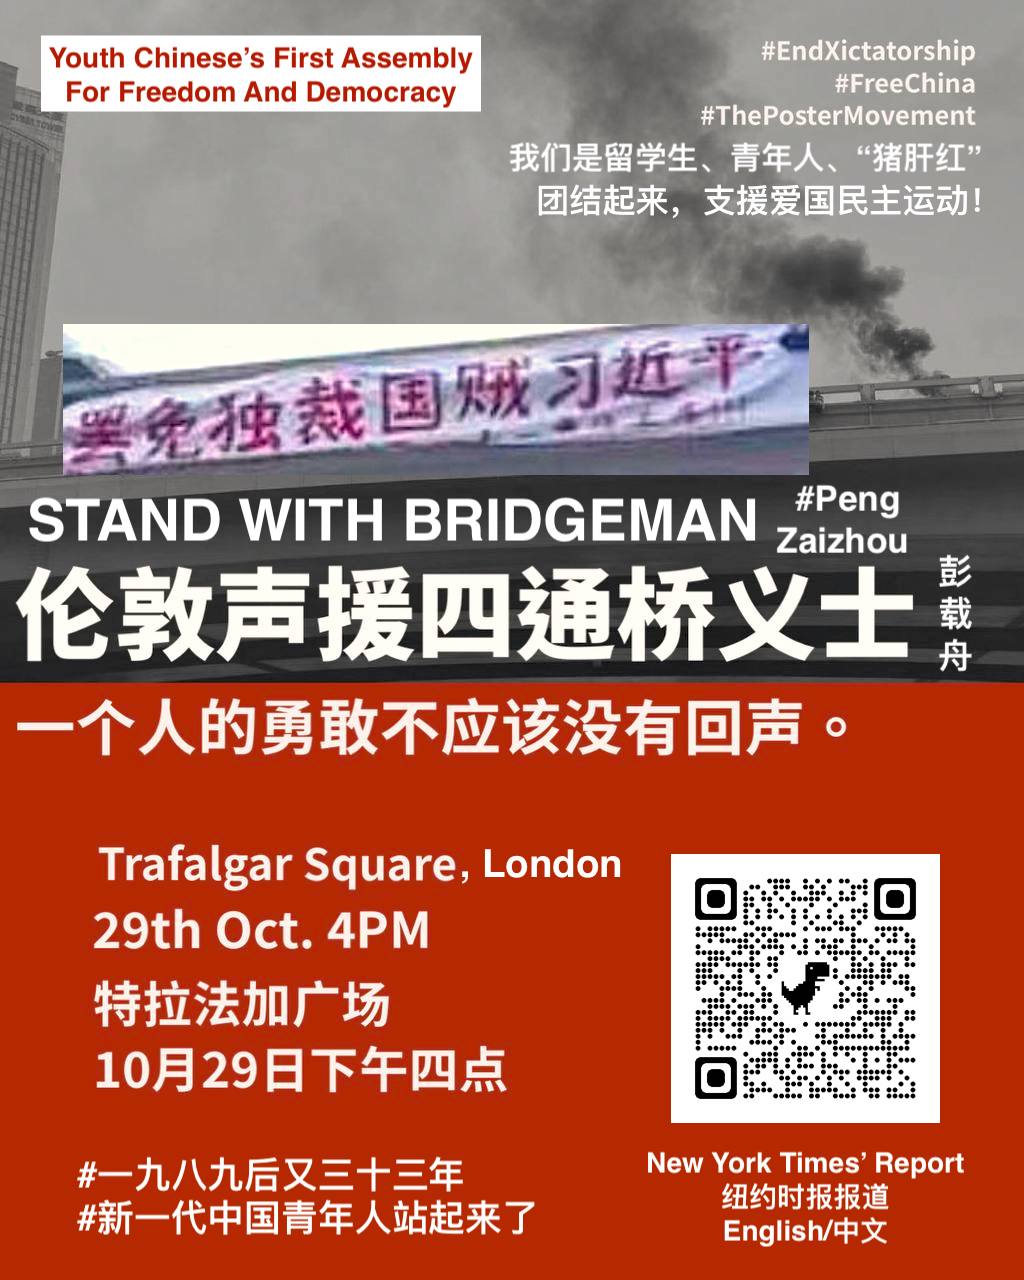 Youth Chinese’s First Assembly
For Freedom And Democracy
#EndXictatorship
#FreeChina
#ThePosterMovement
我们是留学生、青年人、“猪肝红”
团结起来，支援爱国民主运动！
罢免独裁国贼习近平
STAND WITH BRIDGEMAN
#Peng
Zaizhou
伦敦声援四通桥义士
彭载舟
一个人的勇敢不应该没有回声。
Trafalgar Square, London
29th Oct. 4PM
特拉法加广场
10月29日下午四点
#一九八九后又三十三年
#新一代中国青年人站起来了
New York Times’ Report
纽约时报报道
English/中文